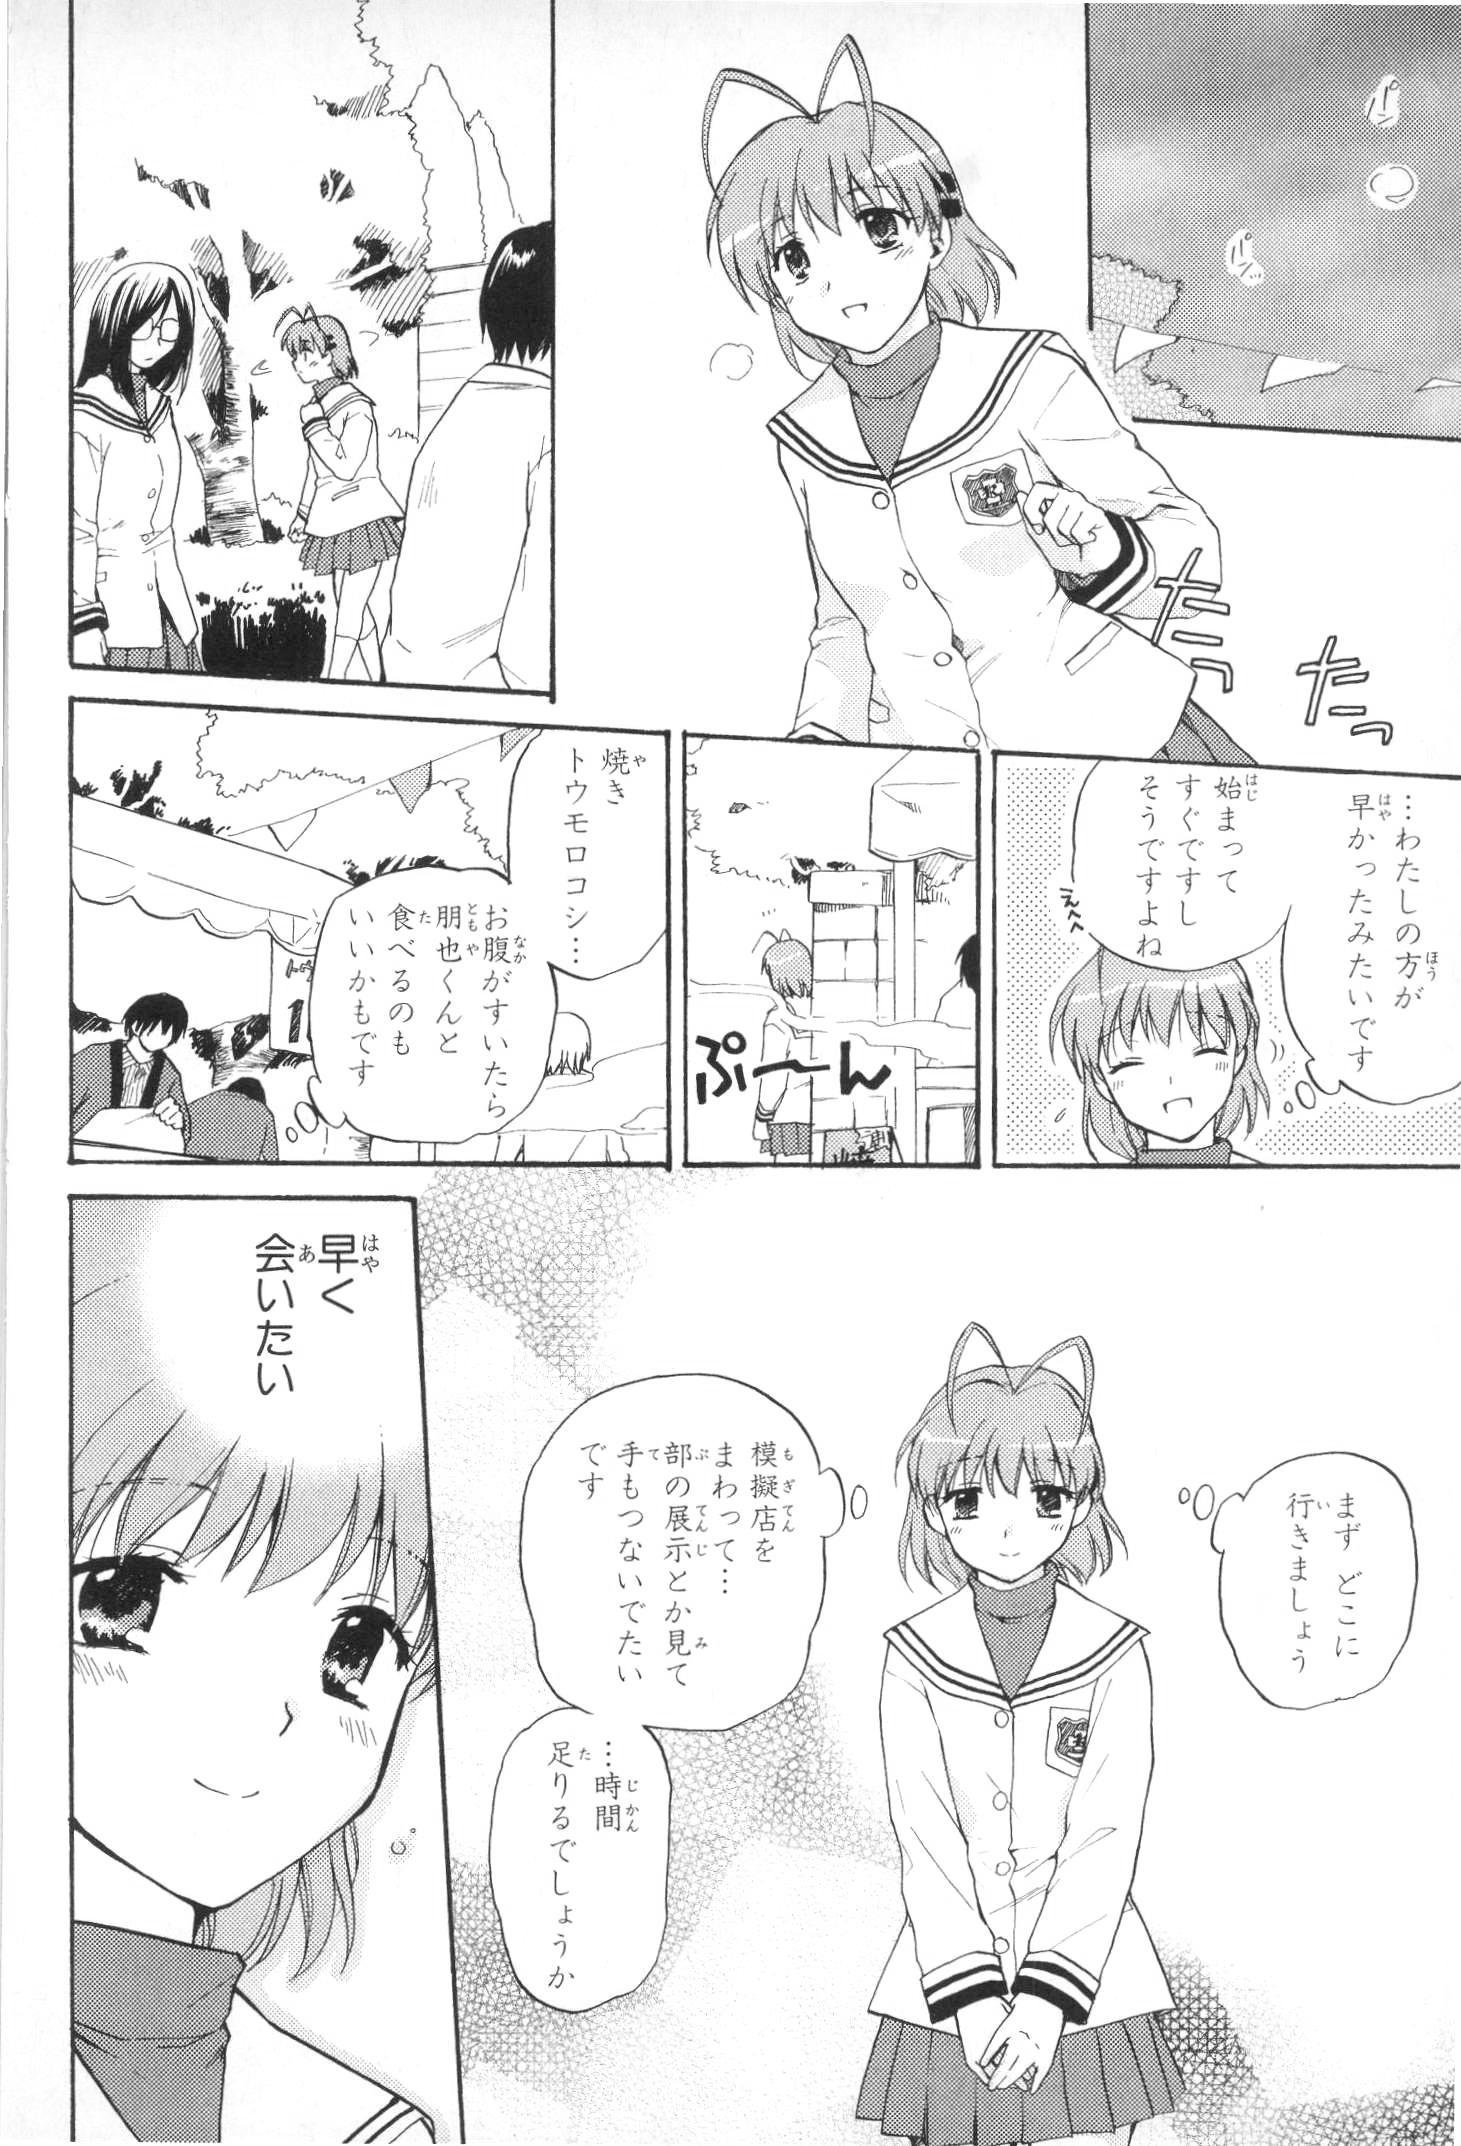 たたっ
たたっ
…わたしの方が
早かったみたいです
始まって
すぐですし
そうですよね
えへへ
ぷ〜ん
焼き
トウモロコシ…
お腹がすいたら
朋也くんと
食べるのも
いいかもです
まず どこに
行きましょう
模擬店を
まわって…
部の展示とか見て
手もつないでたい
です
…時間
足りるでしょうか
早く
会いたい